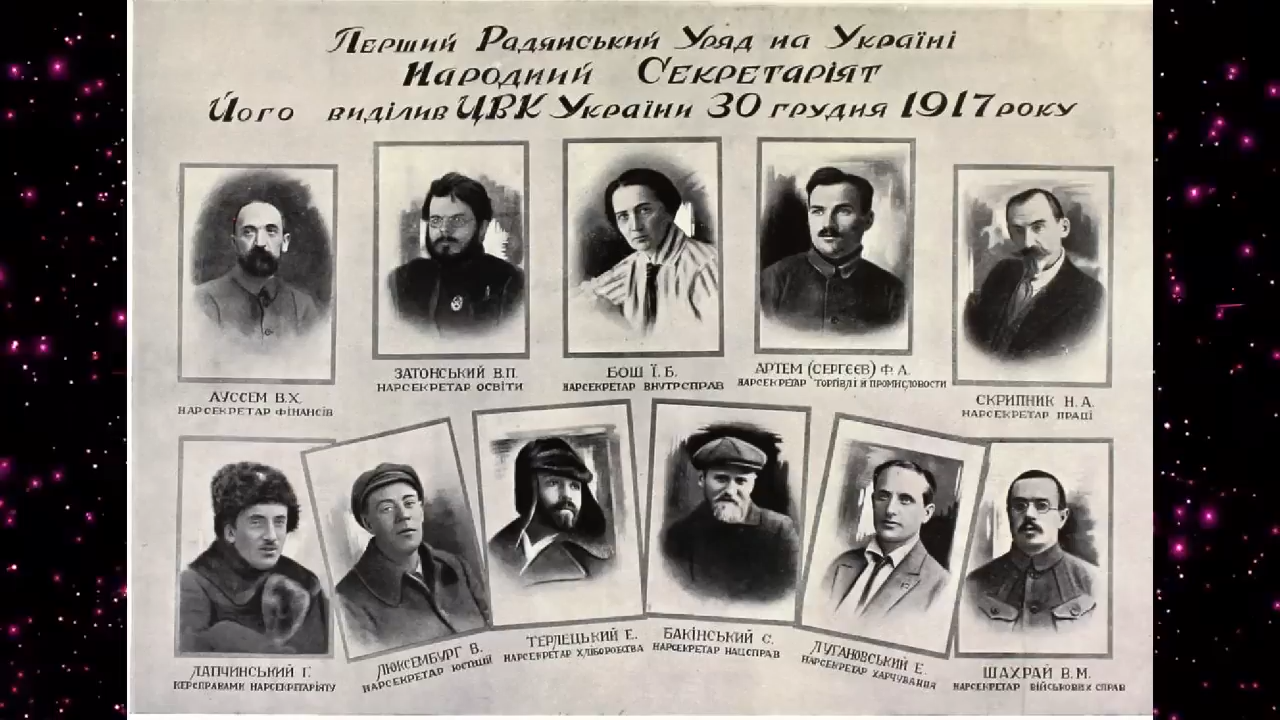 Перший Радянський Уряд на Україні
Народний Секретаріят
Його виділив ЦВК України 30 грудня 1917 року
АУССЕМ В.Х.
НАРСЕКРЕТАР ФІНАНСІВ
ЗАТОНСЬКИЙ В.П.
НАРСЕКРЕТАР ОСВІТИ
БОШ Ї. Б.
НАРСЕКРЕТАР ВНУТРСПРАВ
АРТЕМ (СЕРГЄЄВ) Ф. А.
НАРСЕКРЕТАР ТОРГІВЛІ Й ПРОМИСЛОВОСТИ
СКРИПНИК Н. А.
НАРСЕКРЕТАР ПРАЦІ
ЛАПЧИНСЬКИЙ Г.
КЕРСПРАВАМИ НАРСЕКРЕТАРІЯТУ
ЛЮКСЕМБУРГ В.
НАРСЕКРЕТАР ЮСТИЦІЇ
ТЕРЛЕЦЬКИЙ Е.
НАРСЕКРЕТАР ХЛІБОРОБСТВА
БАКІНСЬКИЙ С.
НАРСЕКРЕТАР НАЦСПРАВ
ЛУГАНОВСЬКИЙ Е.
НАРСЕКРЕТАР ХАРЧУВАННЯ
ШАХРАЙ В. М.
НАРСЕКРЕТАР ВІЙСЬКОВИХ СПРАВ